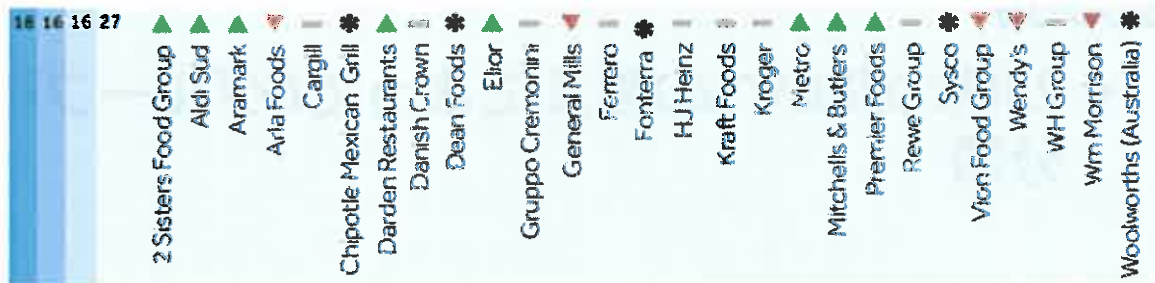 16 16 16 27
2 Sisters Food Group
Aldi Sud
Aramark
Arla Foods
Cargill
Chipotle Mexican Grill
Darden Restaurants
Danish Crown
Dean Foods
Elior
Gruppo Cremonini
General Mills
Ferrero
Fonterra
HJ Heinz
Kraft Foods
Kroger
Metro
Mitchells & Butlers
Premier Foods
Rewe Group
Sysco
Vion Food Group
Wendy's
WH Group
Wm Morrison
Woolworths (Australia)